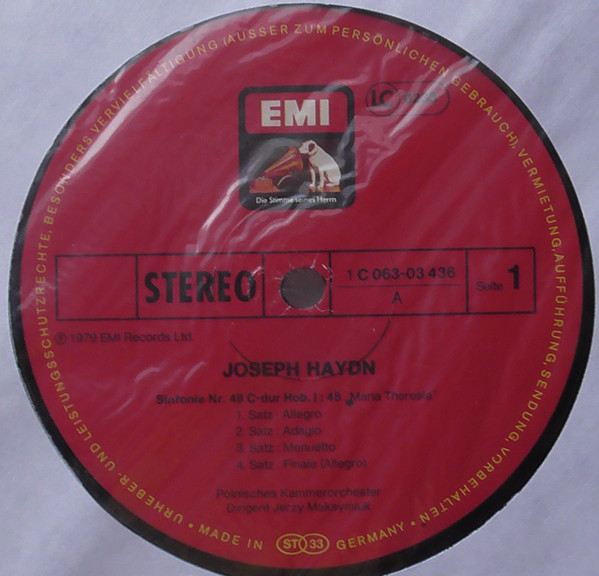 URHEBER- UND LEISTUNGSSCHUTZRECHTE, BESONDERS VERVIELFÄLTIGUNG (AUSSER ZUM PERSÖNLICHEN GEBRAUCH), VERMIETUNG, AUFFÜHRUNG, SENDUNG, VORBEHALTEN
EMI
LC
Die Stimme seines Herrn
STEREO
1 C 063-03 436
A
Seite 1
Ⓟ 1979 EMI Records Ltd.
JOSEPH HAYDN
Sinfonie Nr. 48 C-dur Hob. I : 48 „Maria Theresia"
1. Satz: Allegro
2. Satz: Adagio
3. Satz: Menuetto
4. Satz: Finale (Allegro)
Polnisches Kammerorchester
Dirigent Jerzy Maksymiuk
• MADE IN ST 33 GERMANY •